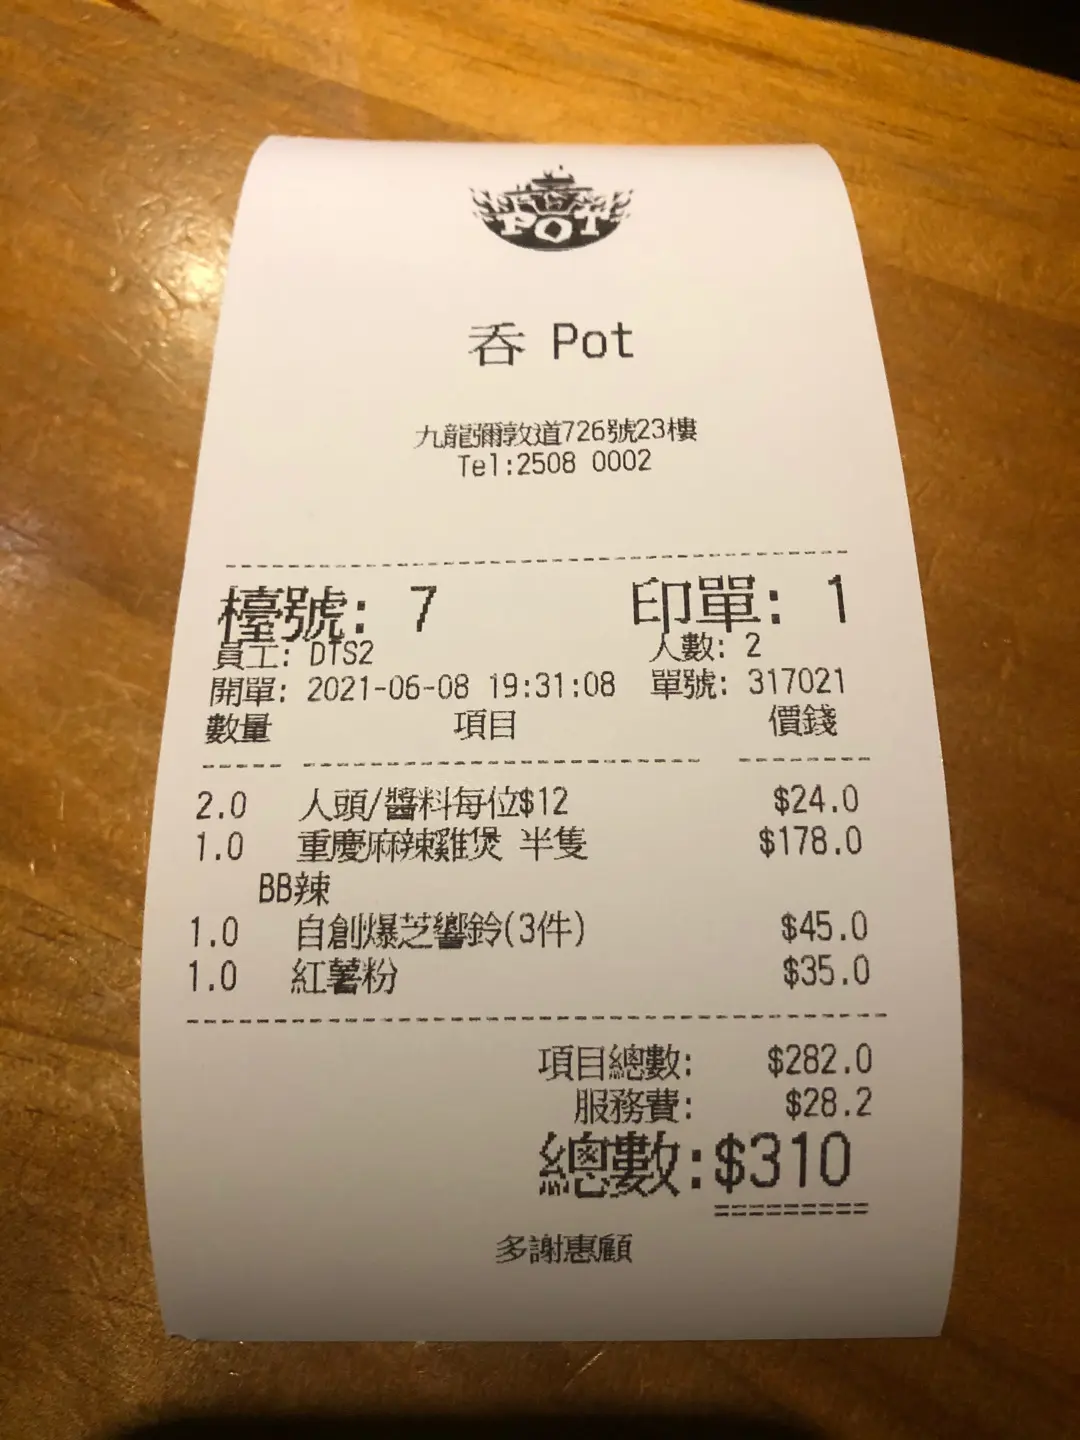 POT
吞 Pot
九龍彌敦道726號23樓
Tel:2508 0002
檯號: 7 印單: 1
員工: DTS2 人數: 2
開單: 2021-06-08 19:31:08 單號: 317021
數量 項目 價錢
2.0 人頭/醬料每位$12 $24.0
1.0 重慶麻辣雞煲 半隻 $178.0
BB辣
1.0 自創爆芝響鈴(3件) $45.0
1.0 紅薯粉 $35.0
項目總數: $282.0
服務費: $28.2
總數:$310
多謝惠顧